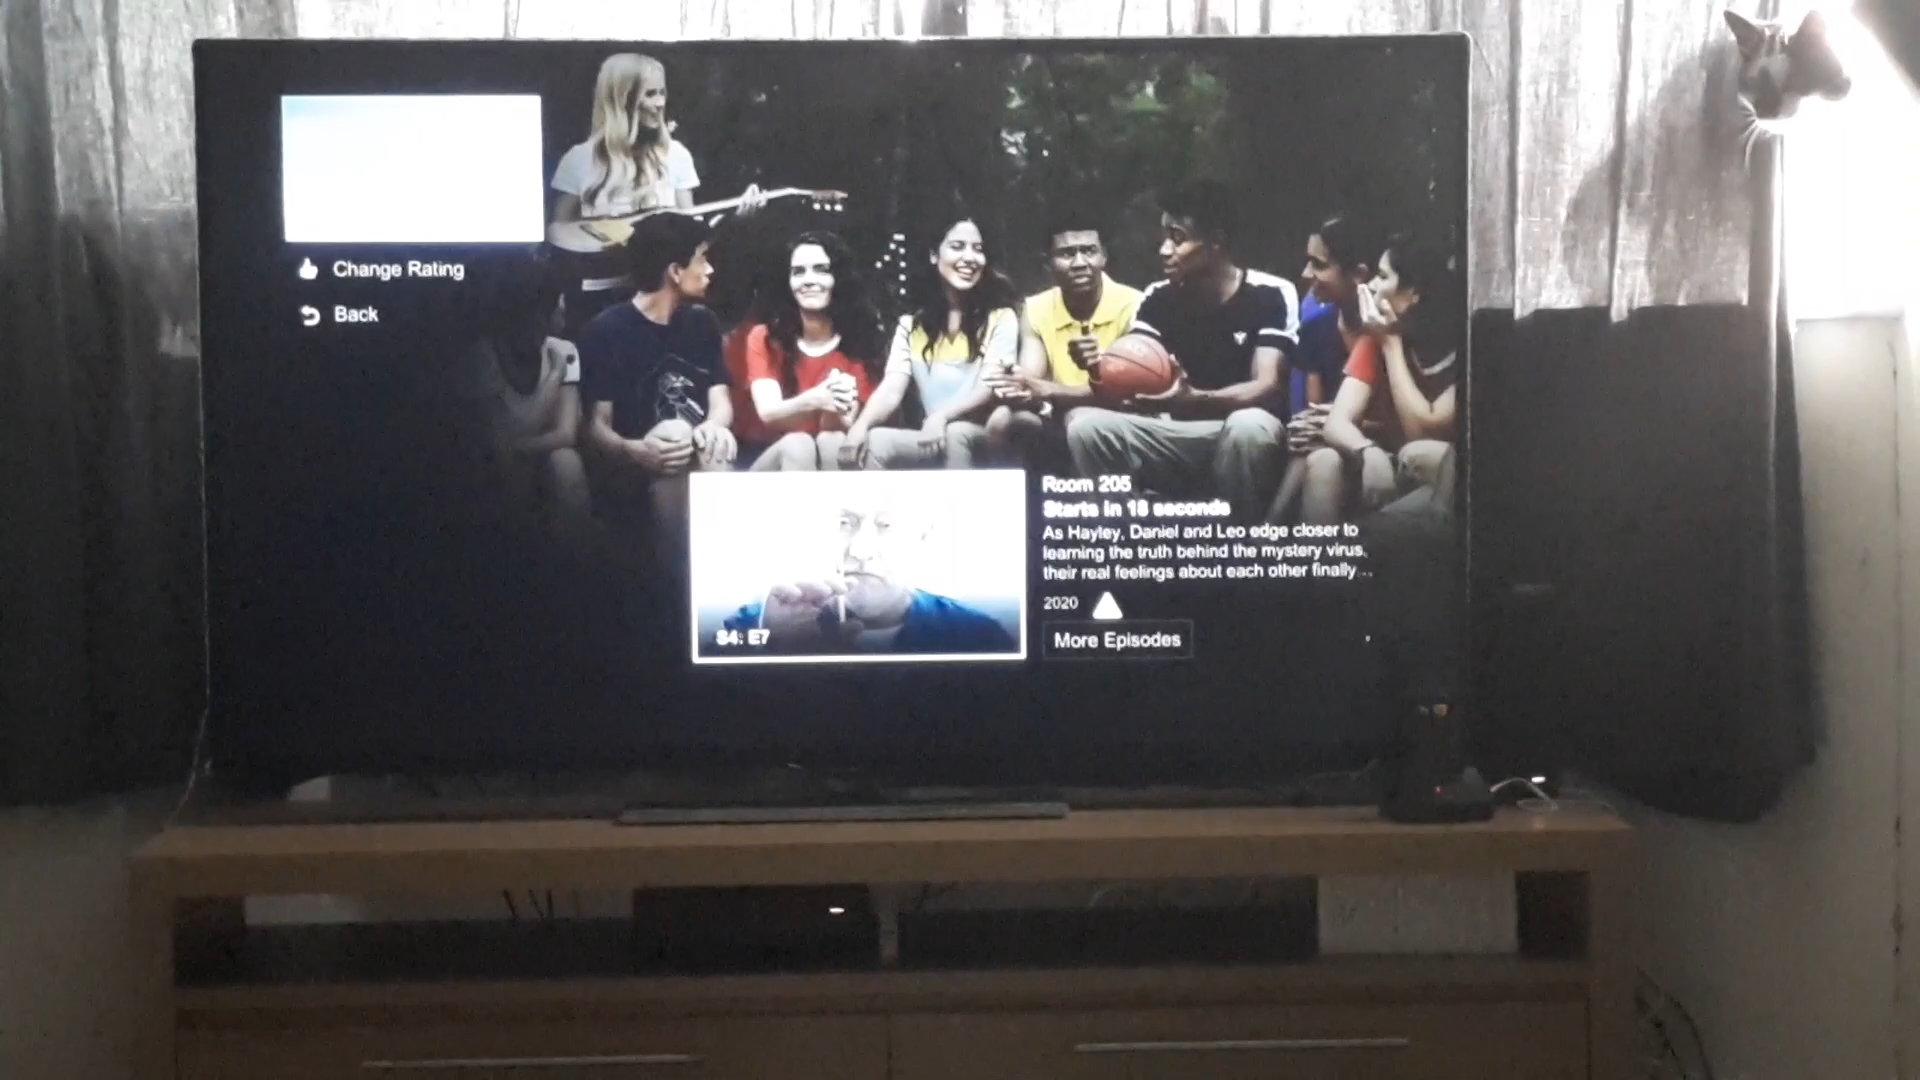 Change Rating
Back
Room 205
Starts in 18 seconds
As Hayley, Daniel and Leo edge closer to
learning the truth behind the mystery virus,
their real feelings about each other finally...
2020
S4: E7
More Episodes